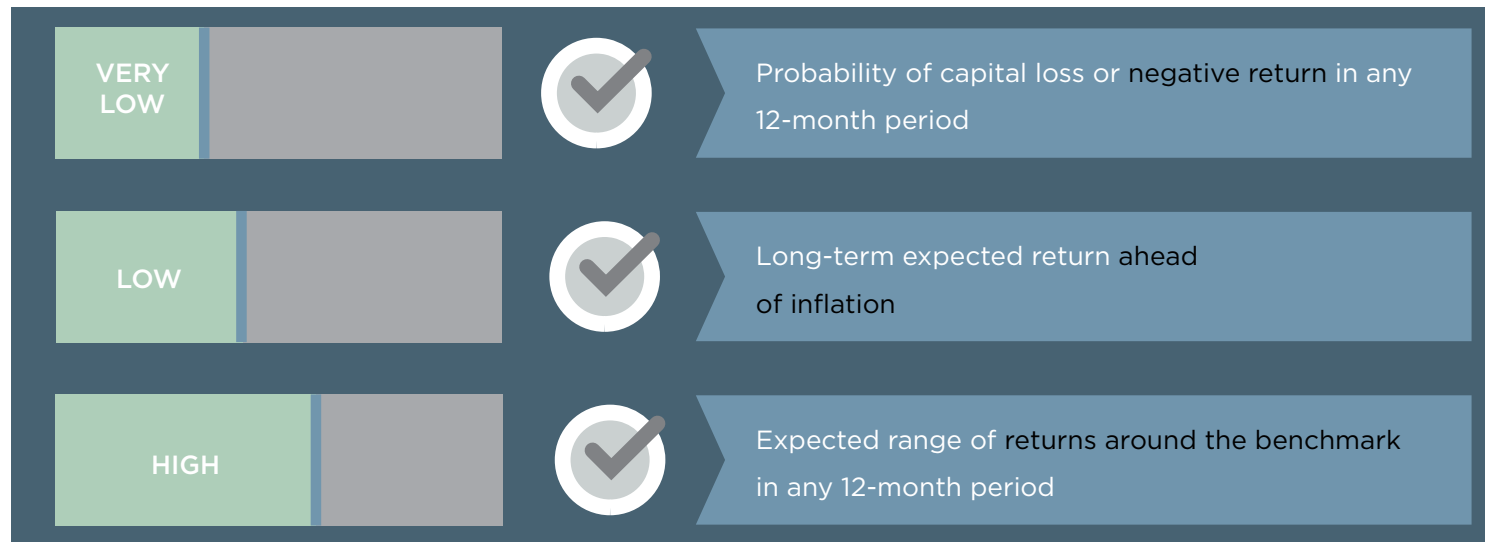 VERY
LOW
Probability of capital loss or negative return in any
12-month period
LOW
Long-term expected return ahead
of inflation
HIGH
Expected range of returns around the benchmark
in any 12-month period